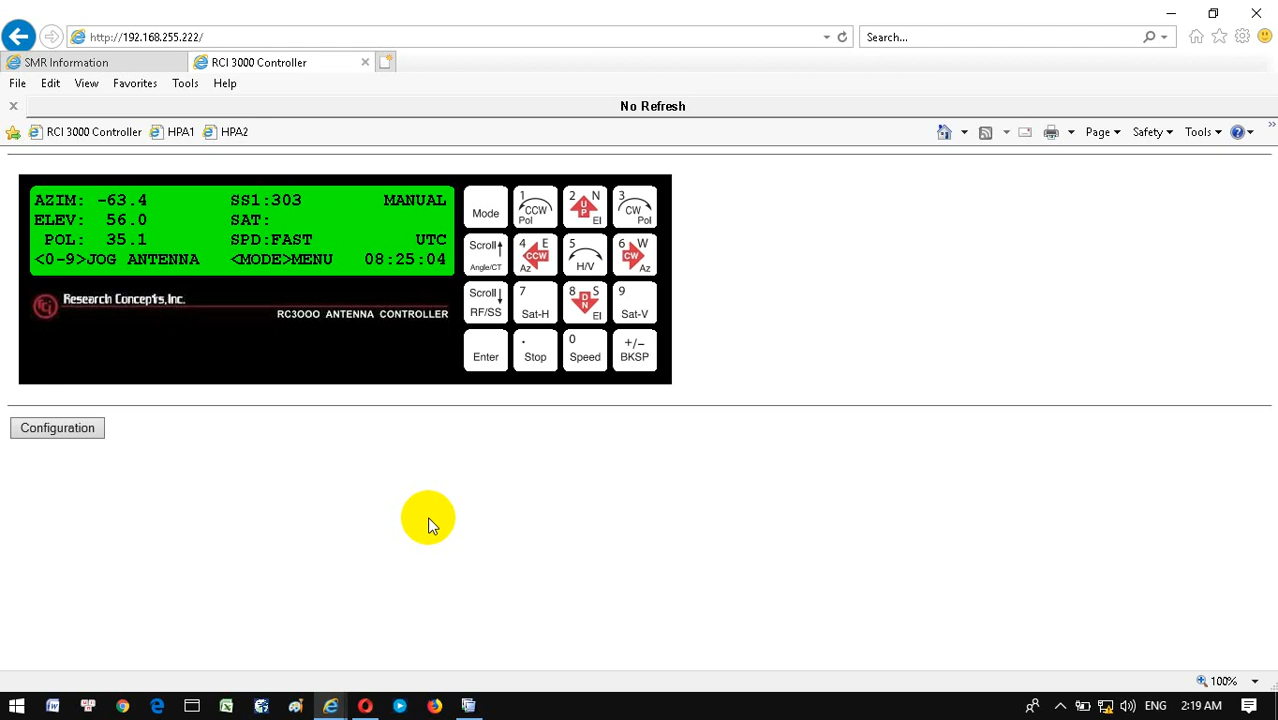 http://192.168.255.222/
Search...
SMR Information
RCI 3000 Controller
File Edit View Favorites Tools Help
No Refresh
RCI 3000 Controller HPA1 HPA2
Page Safety Tools
AZIM: -63.4 SS1:303 MANUAL
ELEV: 56.0 SAT:
POL: 35.1 SPD:FAST UTC
<0-9>JOG ANTENNA <MODE>MENU 08:25:04
Research Concepts, Inc.
RC3000 ANTENNA CONTROLLER
Mode
1 CCW Pol
2 N UP El
3 CW Pol
Scroll Angle/CT
4 E CCW Az
5 H/V
6 W CW Az
Scroll RF/SS
7 Sat-H
8 S DN El
9 Sat-V
Enter
. Stop
0 Speed
+/- BKSP
Configuration
100%
ENG 2:19 AM